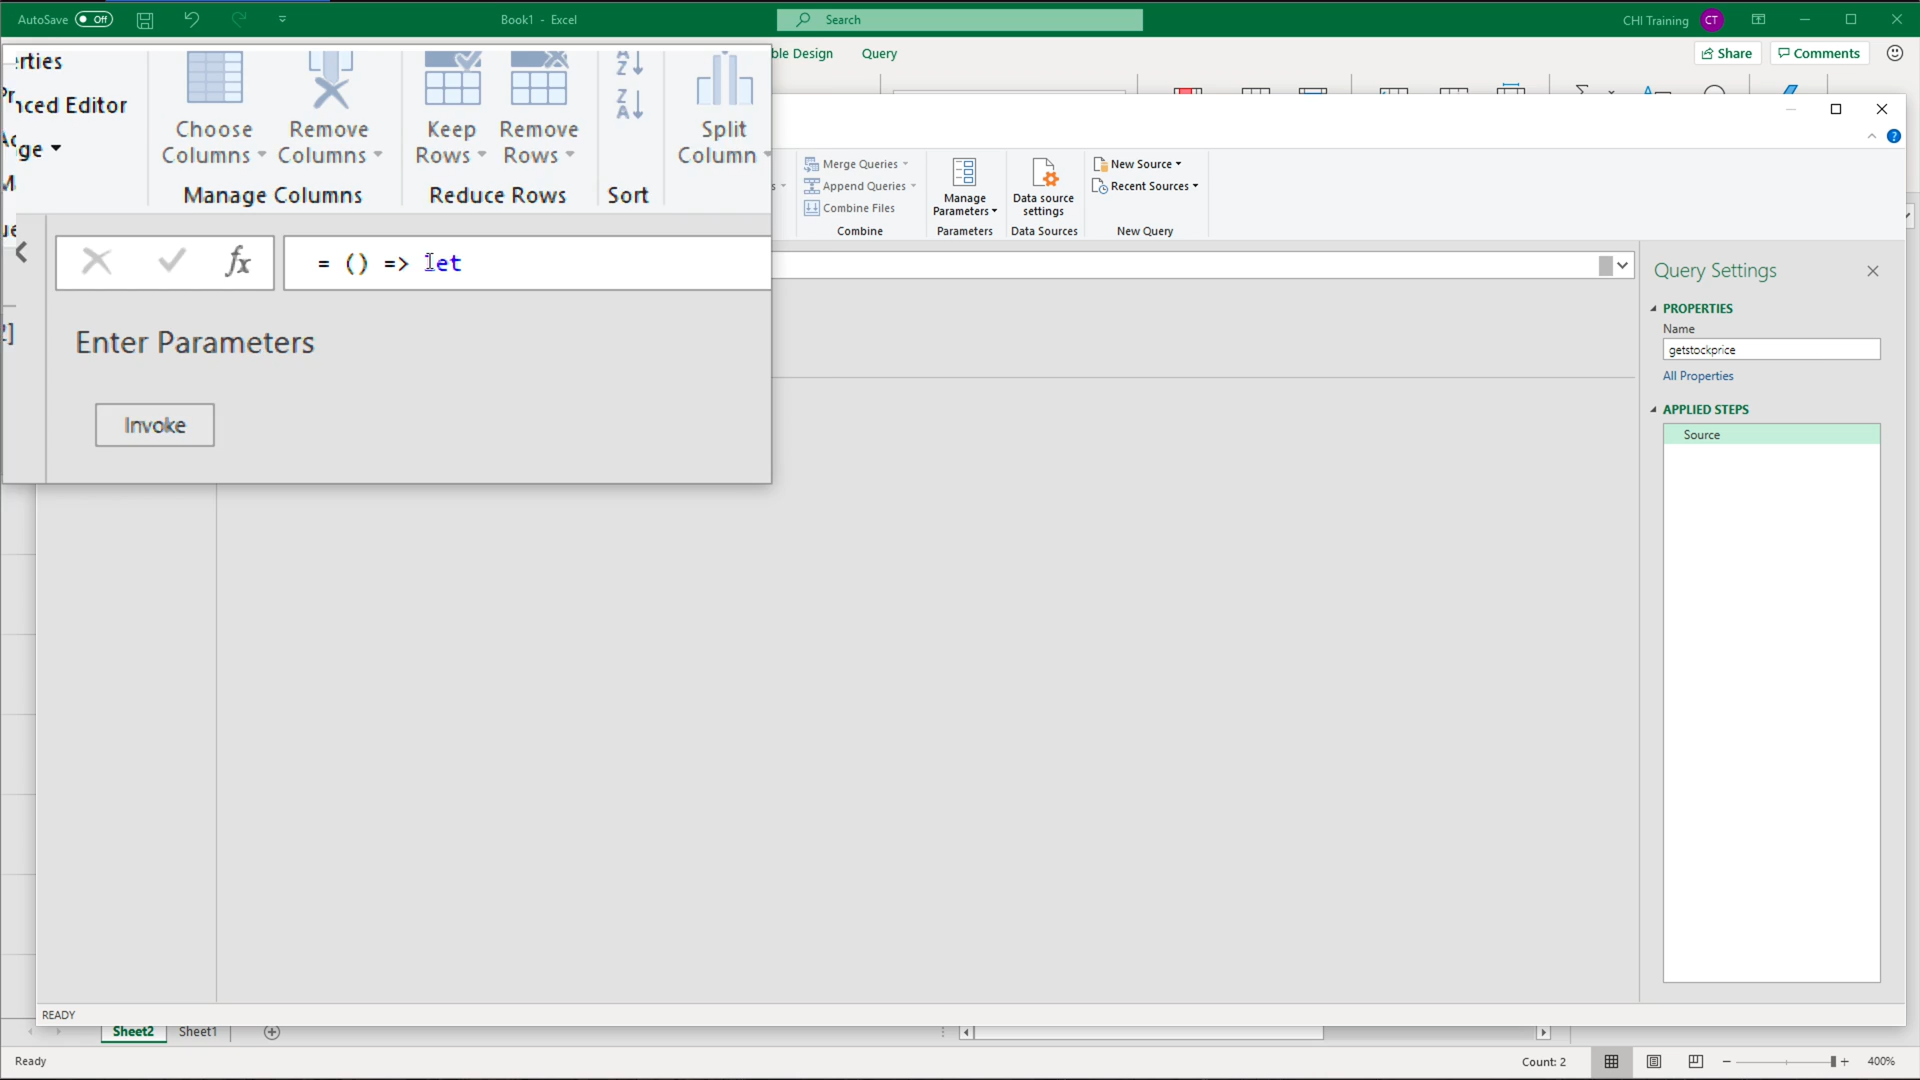 AutoSave Off
Book1 - Excel
Search
CHI Training CT
ble Design Query
Share Comments
nced Editor
ge
Choose
Columns
Remove
Columns
Keep
Rows
Remove
Rows
Split
Column
Manage Columns
Reduce Rows
Sort
Merge Queries
Append Queries
Combine Files
Combine
Manage
Parameters
Parameters
Data source
settings
Data Sources
New Source
Recent Sources
New Query
fx
= () => let
Enter Parameters
Invoke
Query Settings
PROPERTIES
Name
getstockprice
All Properties
APPLIED STEPS
Source
READY
Sheet2 Sheet1
Ready
Count: 2
400%